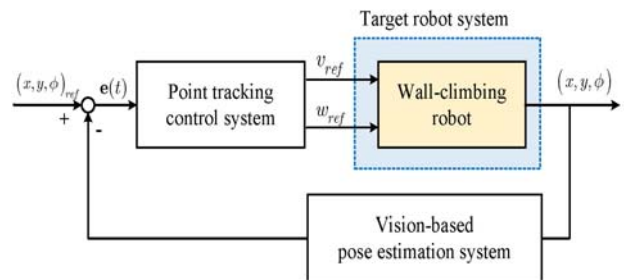 Target robot system
(x,y,ϕ)ref
+
-
e(t)
Point tracking
control system
vref
wref
Wall-climbing
robot
(x,y,ϕ)
Vision-based
pose estimation system